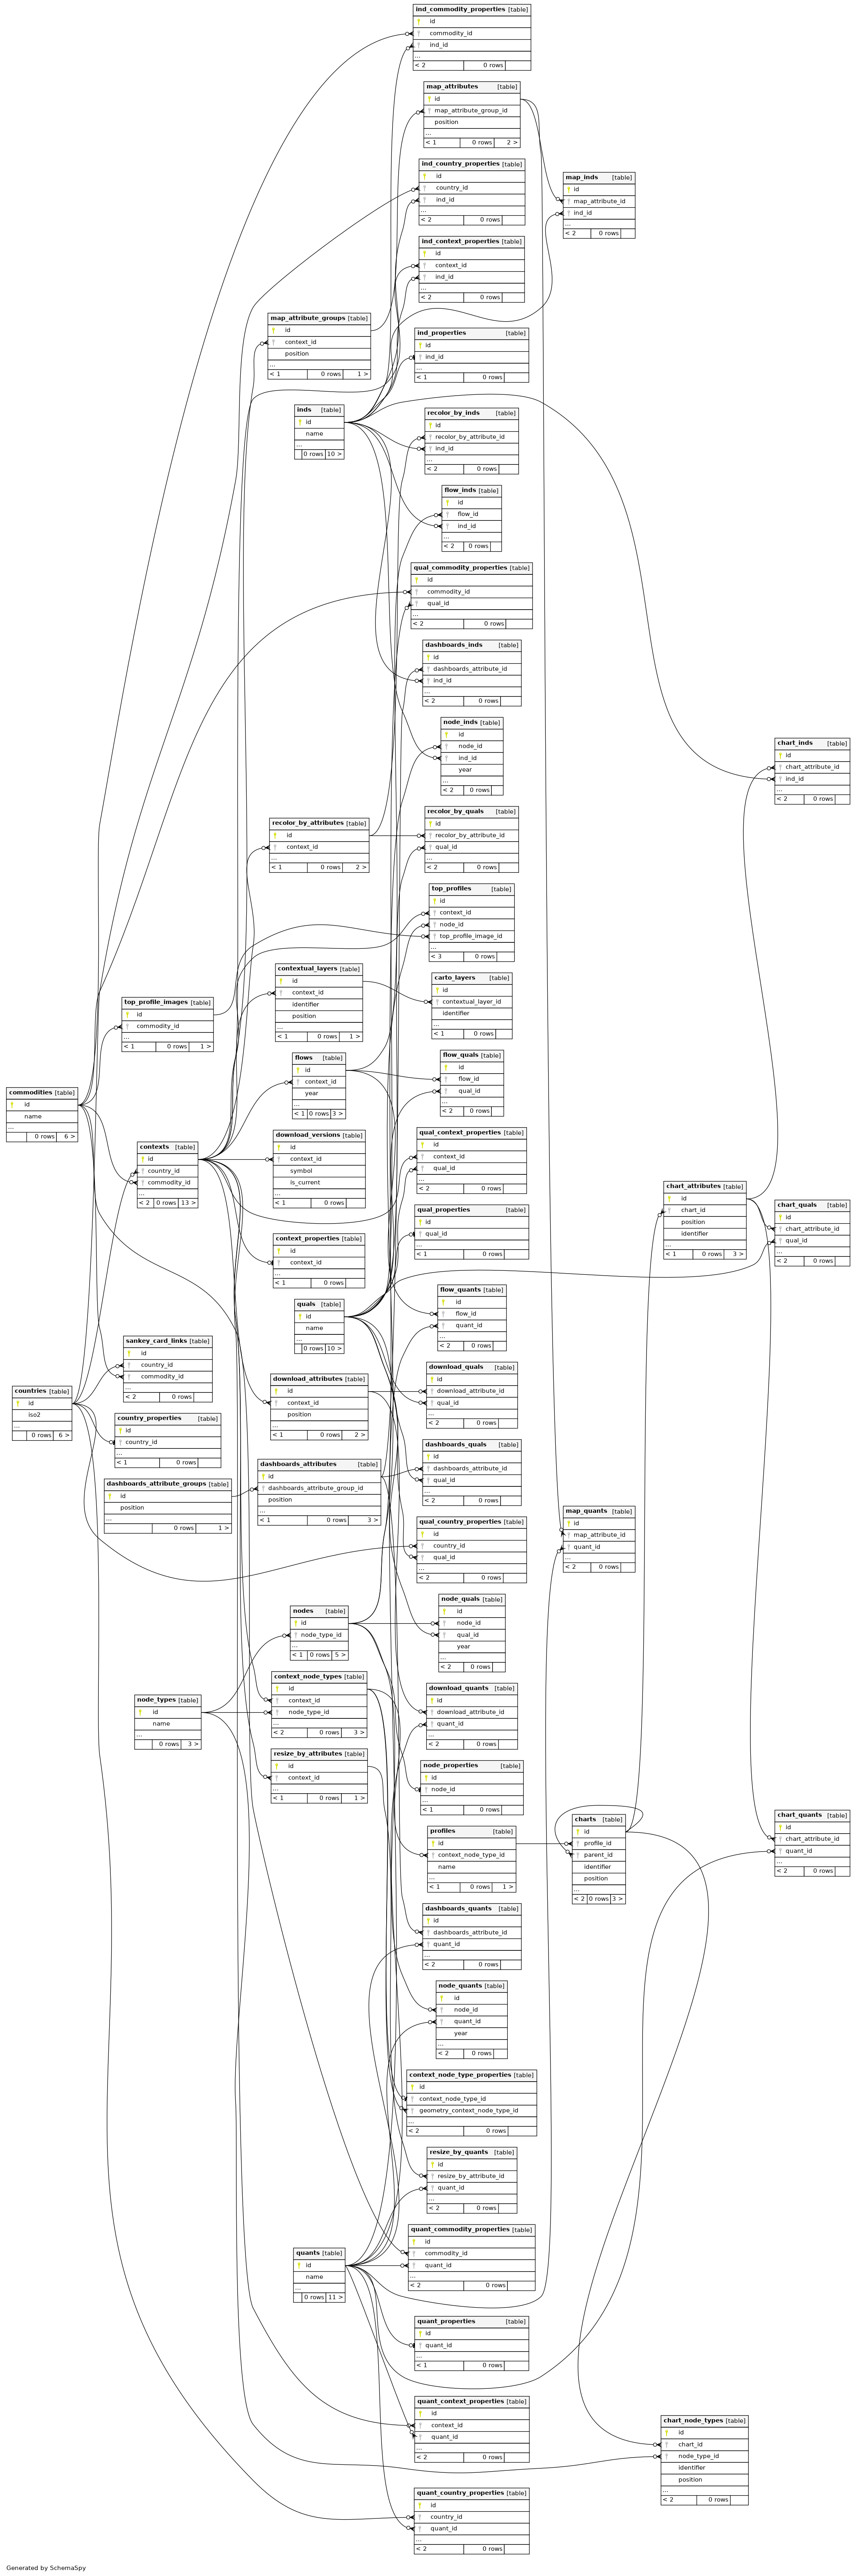 ind_commodity_properties [table]
id
commodity_id
ind_id
...
< 2 0 rows
map_attributes [table]
id
map_attribute_group_id
position
...
< 1 0 rows 2 >
ind_country_properties [table]
id
country_id
ind_id
...
< 2 0 rows
map_inds [table]
id
map_attribute_id
ind_id
...
< 2 0 rows
ind_context_properties [table]
id
context_id
ind_id
...
< 2 0 rows
map_attribute_groups [table]
id
context_id
position
...
< 1 0 rows 1 >
ind_properties [table]
id
ind_id
...
< 1 0 rows
inds [table]
id
name
...
0 rows 10 >
recolor_by_inds [table]
id
recolor_by_attribute_id
ind_id
...
< 2 0 rows
flow_inds [table]
id
flow_id
ind_id
...
< 2 0 rows
qual_commodity_properties [table]
id
commodity_id
qual_id
...
< 2 0 rows
dashboards_inds [table]
id
dashboards_attribute_id
ind_id
...
< 2 0 rows
node_inds [table]
id
node_id
ind_id
year
...
< 2 0 rows
chart_inds [table]
id
chart_attribute_id
ind_id
...
< 2 0 rows
recolor_by_attributes [table]
id
context_id
...
< 1 0 rows 2 >
recolor_by_quals [table]
id
recolor_by_attribute_id
qual_id
...
< 2 0 rows
top_profiles [table]
id
context_id
node_id
top_profile_image_id
...
< 3 0 rows
contextual_layers [table]
id
context_id
identifier
position
...
< 1 0 rows 1 >
carto_layers [table]
id
contextual_layer_id
identifier
...
< 1 0 rows
top_profile_images [table]
id
commodity_id
...
< 1 0 rows 1 >
flows [table]
id
context_id
year
...
< 1 0 rows 3 >
flow_quals [table]
id
flow_id
qual_id
...
< 2 0 rows
commodities [table]
id
name
...
0 rows 6 >
contexts [table]
id
country_id
commodity_id
...
< 2 0 rows 13 >
download_versions [table]
id
context_id
symbol
is_current
...
< 1 0 rows
qual_context_properties [table]
id
context_id
qual_id
...
< 2 0 rows
chart_attributes [table]
id
chart_id
position
identifier
...
< 1 0 rows 3 >
chart_quals [table]
id
chart_attribute_id
qual_id
...
< 2 0 rows
qual_properties [table]
id
qual_id
...
< 1 0 rows
context_properties [table]
id
context_id
...
< 1 0 rows
quals [table]
id
name
...
0 rows 10 >
flow_quants [table]
id
flow_id
quant_id
...
< 2 0 rows
sankey_card_links [table]
id
country_id
commodity_id
...
< 2 0 rows
download_attributes [table]
id
context_id
position
...
< 1 0 rows 2 >
download_quals [table]
id
download_attribute_id
qual_id
...
< 2 0 rows
countries [table]
id
iso2
...
0 rows 6 >
country_properties [table]
id
country_id
...
< 1 0 rows
dashboards_attribute_groups [table]
id
position
...
0 rows 1 >
dashboards_attributes [table]
id
dashboards_attribute_group_id
position
...
< 1 0 rows 3 >
dashboards_quals [table]
id
dashboards_attribute_id
qual_id
...
< 2 0 rows
map_quants [table]
id
map_attribute_id
quant_id
...
< 2 0 rows
qual_country_properties [table]
id
country_id
qual_id
...
< 2 0 rows
nodes [table]
id
node_type_id
...
< 1 0 rows 5 >
node_quals [table]
id
node_id
qual_id
year
...
< 2 0 rows
node_types [table]
id
name
...
0 rows 3 >
context_node_types [table]
id
context_id
node_type_id
...
< 2 0 rows 3 >
download_quants [table]
id
download_attribute_id
quant_id
...
< 2 0 rows
resize_by_attributes [table]
id
context_id
...
< 1 0 rows 1 >
node_properties [table]
id
node_id
...
< 1 0 rows
profiles [table]
id
context_node_type_id
name
...
< 1 0 rows 1 >
charts [table]
id
profile_id
parent_id
identifier
position
...
< 2 0 rows 3 >
chart_quants [table]
id
chart_attribute_id
quant_id
...
< 2 0 rows
dashboards_quants [table]
id
dashboards_attribute_id
quant_id
...
< 2 0 rows
node_quants [table]
id
node_id
quant_id
year
...
< 2 0 rows
context_node_type_properties [table]
id
context_node_type_id
geometry_context_node_type_id
...
< 2 0 rows
resize_by_quants [table]
id
resize_by_attribute_id
quant_id
...
< 2 0 rows
quants [table]
id
name
...
0 rows 11 >
quant_commodity_properties [table]
id
commodity_id
quant_id
...
< 2 0 rows
quant_properties [table]
id
quant_id
...
< 1 0 rows
quant_context_properties [table]
id
context_id
quant_id
...
< 2 0 rows
chart_node_types [table]
id
chart_id
node_type_id
identifier
position
...
< 2 0 rows
quant_country_properties [table]
id
country_id
quant_id
...
< 2 0 rows
Generated by SchemaSpy